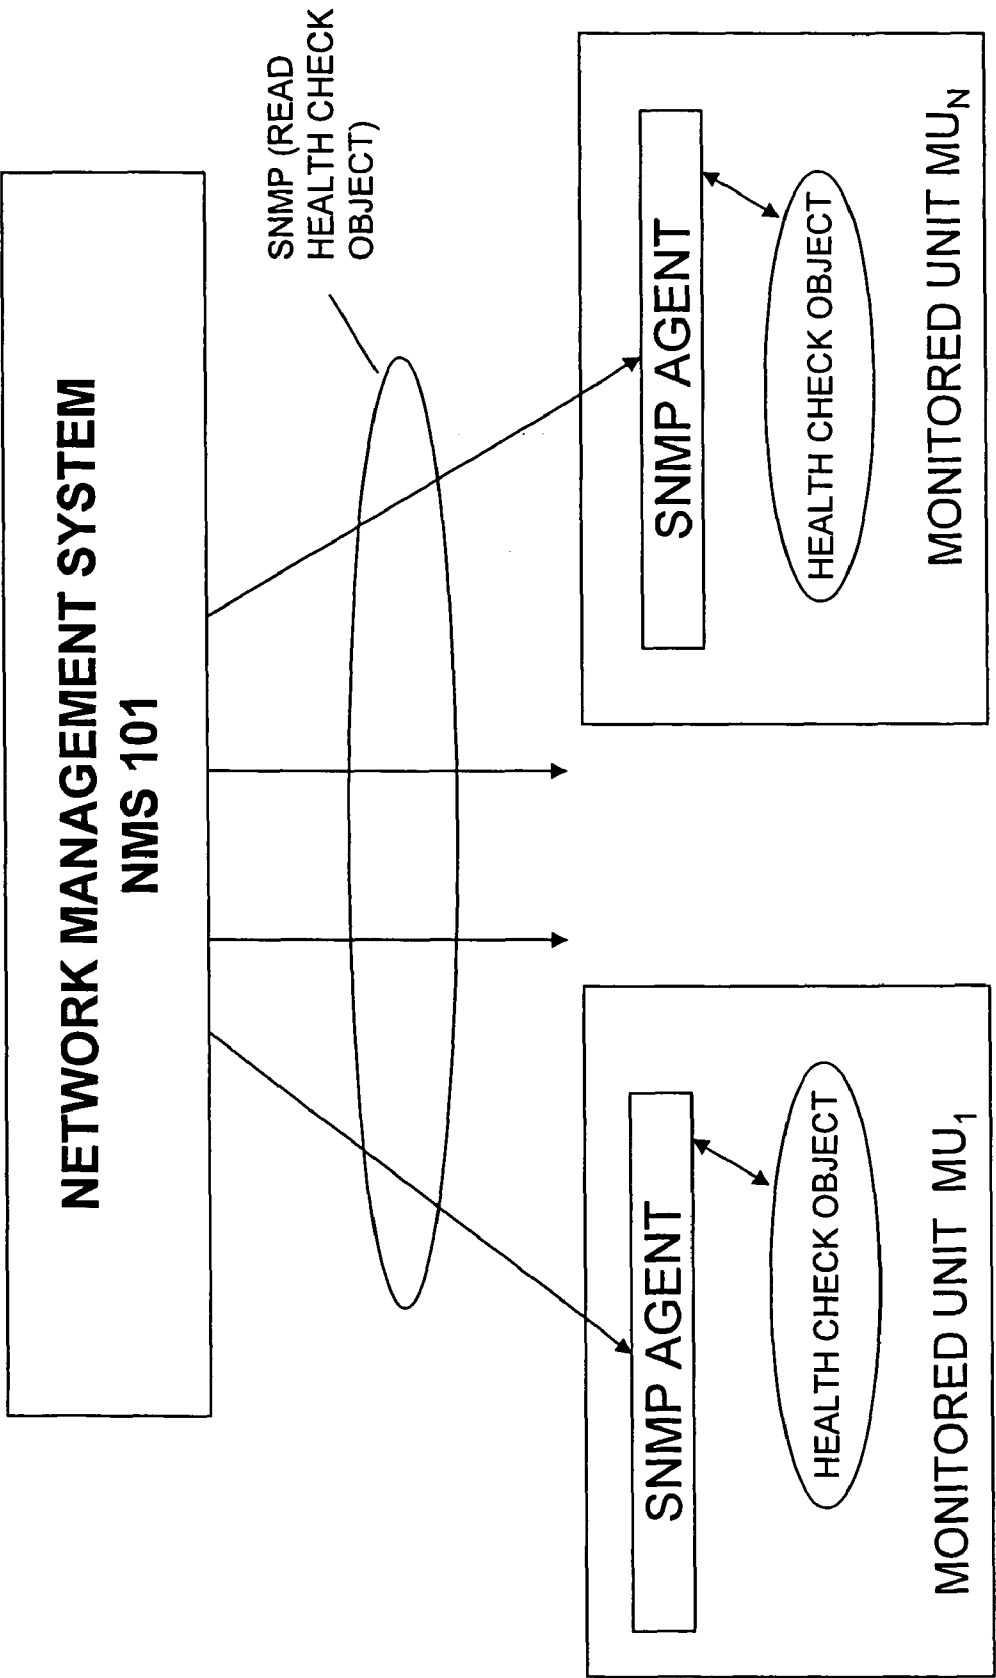 NETWORK MANAGEMENT SYSTEM
NMS 101
SNMP (READ
HEALTH CHECK
OBJECT)
SNMP AGENT
HEALTH CHECK OBJECT
MONITORED UNIT MU1
SNMP AGENT
HEALTH CHECK OBJECT
MONITORED UNIT MUN